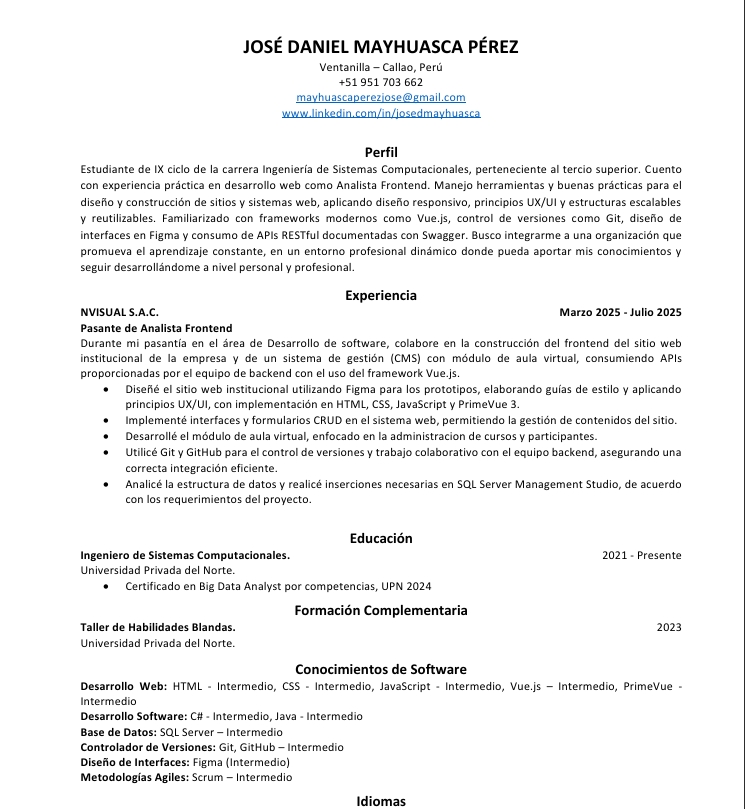 JOSÉ DANIEL MAYHUASCA PÉREZ
Ventanilla – Callao, Perú
+51 951 703 662
mayhuascaperezjose@gmail.com
www.linkedin.com/in/josedmayhuasca
Perfil
Estudiante de IX ciclo de la carrera Ingeniería de Sistemas Computacionales, perteneciente al tercio superior. Cuento
con experiencia práctica en desarrollo web como Analista Frontend. Manejo herramientas y buenas prácticas para el
diseño y construcción de sitios y sistemas web, aplicando diseño responsivo, principios UX/UI y estructuras escalables
y reutilizables. Familiarizado con frameworks modernos como Vue.js, control de versiones como Git, diseño de
interfaces en Figma y consumo de APIs RESTful documentadas con Swagger. Busco integrarme a una organización que
promueva el aprendizaje constante, en un entorno profesional dinámico donde pueda aportar mis conocimientos y
seguir desarrollándome a nivel personal y profesional.
Experiencia
NVISUAL S.A.C. Marzo 2025 - Julio 2025
Pasante de Analista Frontend
Durante mi pasantía en el área de Desarrollo de software, colabore en la construcción del frontend del sitio web
institucional de la empresa y de un sistema de gestión (CMS) con módulo de aula virtual, consumiendo APIs
proporcionadas por el equipo de backend con el uso del framework Vue.js.
• Diseñé el sitio web institucional utilizando Figma para los prototipos, elaborando guías de estilo y aplicando
principios UX/UI, con implementación en HTML, CSS, JavaScript y PrimeVue 3.
• Implementé interfaces y formularios CRUD en el sistema web, permitiendo la gestión de contenidos del sitio.
• Desarrollé el módulo de aula virtual, enfocado en la administracion de cursos y participantes.
• Utilicé Git y GitHub para el control de versiones y trabajo colaborativo con el equipo backend, asegurando una
correcta integración eficiente.
• Analicé la estructura de datos y realicé inserciones necesarias en SQL Server Management Studio, de acuerdo
con los requerimientos del proyecto.
Educación
Ingeniero de Sistemas Computacionales. 2021 - Presente
Universidad Privada del Norte.
• Certificado en Big Data Analyst por competencias, UPN 2024
Formación Complementaria
Taller de Habilidades Blandas. 2023
Universidad Privada del Norte.
Conocimientos de Software
Desarrollo Web: HTML - Intermedio, CSS - Intermedio, JavaScript - Intermedio, Vue.js – Intermedio, PrimeVue -
Intermedio
Desarrollo Software: C# - Intermedio, Java - Intermedio
Base de Datos: SQL Server – Intermedio
Controlador de Versiones: Git, GitHub – Intermedio
Diseño de Interfaces: Figma (Intermedio)
Metodologías Agiles: Scrum – Intermedio
Idiomas